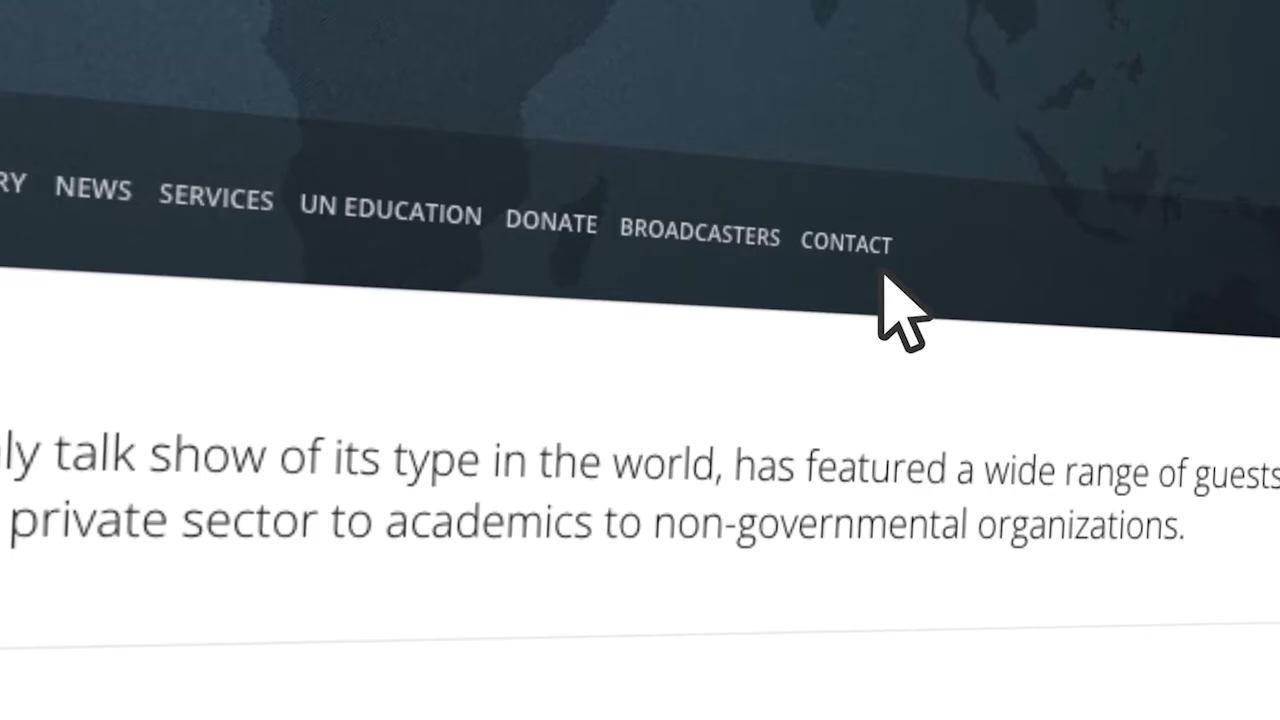 NEWS SERVICES UN EDUCATION DONATE BROADCASTERS CONTACT
talk show of its type in the world, has featured a wide range of guests
private sector to academics to non-governmental organizations.